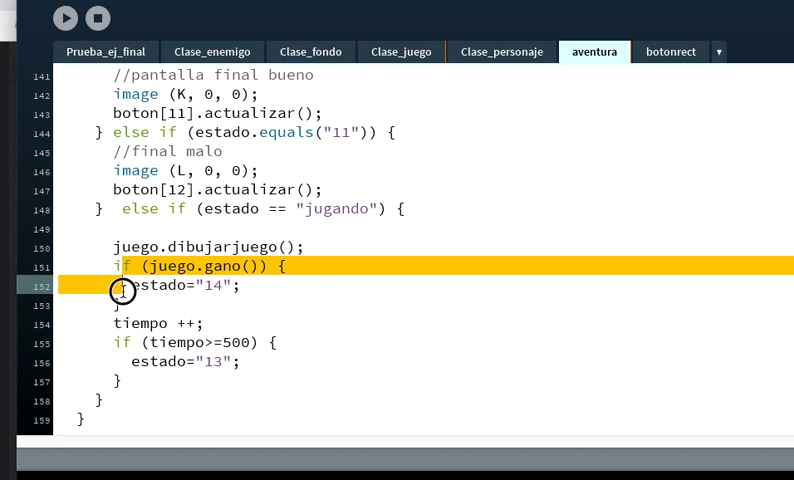 Prueba_ej_final Clase_enemigo Clase_fondo Clase_juego Clase_personaje aventura botonrect ▼
141 //pantalla final bueno
142 image (K, 0, 0);
143 boton[11].actualizar();
144 } else if (estado.equals("11")) {
145 //final malo
146 image (L, 0, 0);
147 boton[12].actualizar();
148 } else if (estado == "jugando") {
149
150 juego.dibujarjuego();
151 if (juego.gano()) {
152 estado="14";
153 }
154 tiempo ++;
155 if (tiempo>=500) {
156 estado="13";
157 }
158 }
159 }